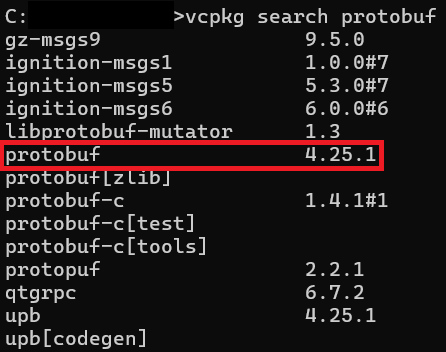 C:            >vcpkg search protobuf
gz-msgs9                 9.5.0
ignition-msgs1           1.0.0#7
ignition-msgs5           5.3.0#7
ignition-msgs6           6.0.0#6
libprotobuf-mutator      1.3
protobuf                 4.25.1
protobuf[zlib]
protobuf-c               1.4.1#1
protobuf-c[test]
protobuf-c[tools]
protopuf                 2.2.1
qtgrpc                   6.7.2
upb                      4.25.1
upb[codegen]